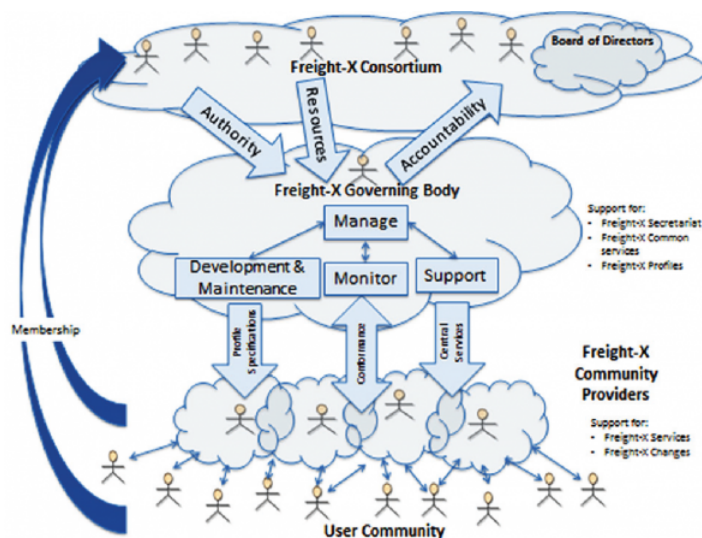 Board of Directors
Freight-X Consortium
Authority
Resources
Accountability
Freight-X Governing Body
Manage
Development &
Maintenance
Monitor
Support
Support for:
• Freight-X Secretariat
• Freight-X Common
services
• Freight-X Profiles
Membership
Profile
Specifications
Conformance
Central
Services
Freight-X
Community
Providers
Support for:
• Freight-X Services
• Freight-X Changes
User Community